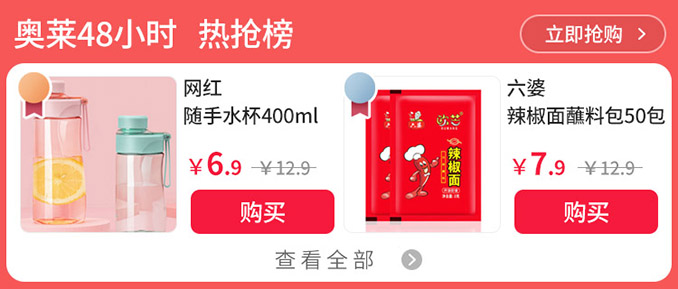 奥莱48小时 热抢榜
立即抢购
网红
随手水杯400ml
¥6.9 ¥12.9
购买
六婆
辣椒面蘸料包50包
¥7.9 ¥12.9
购买
辣椒面
查看全部